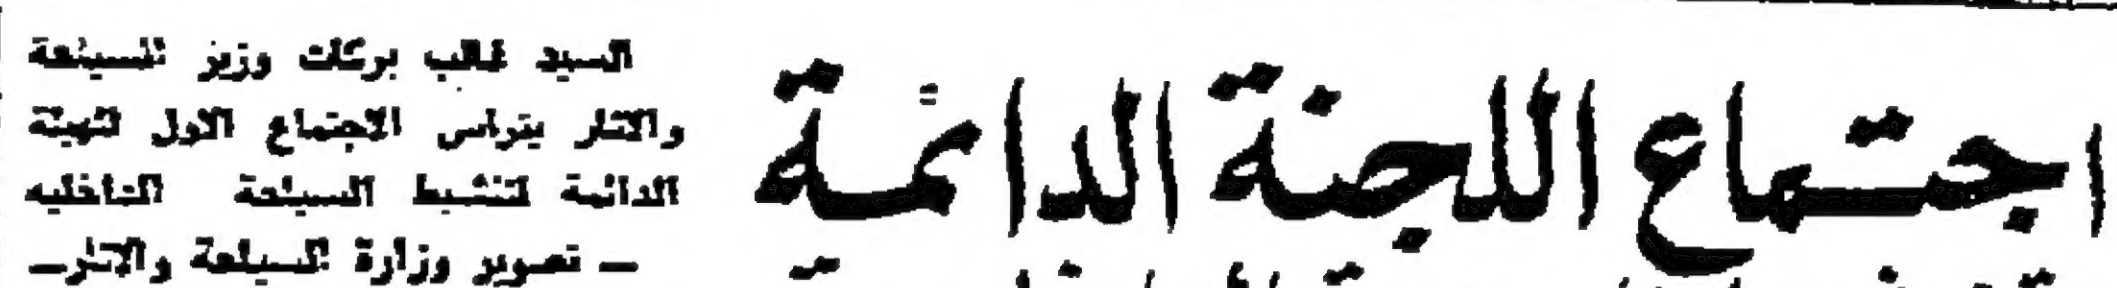 اجتماع اللجنة الدائمة
السيد غالب بركات وزير السياحة
والاثار يتراس الاجتماع الاول للهيئة
الدائمة لتنشيط السياحة الداخليه
— تصوير وزارة السياحة والاثار —